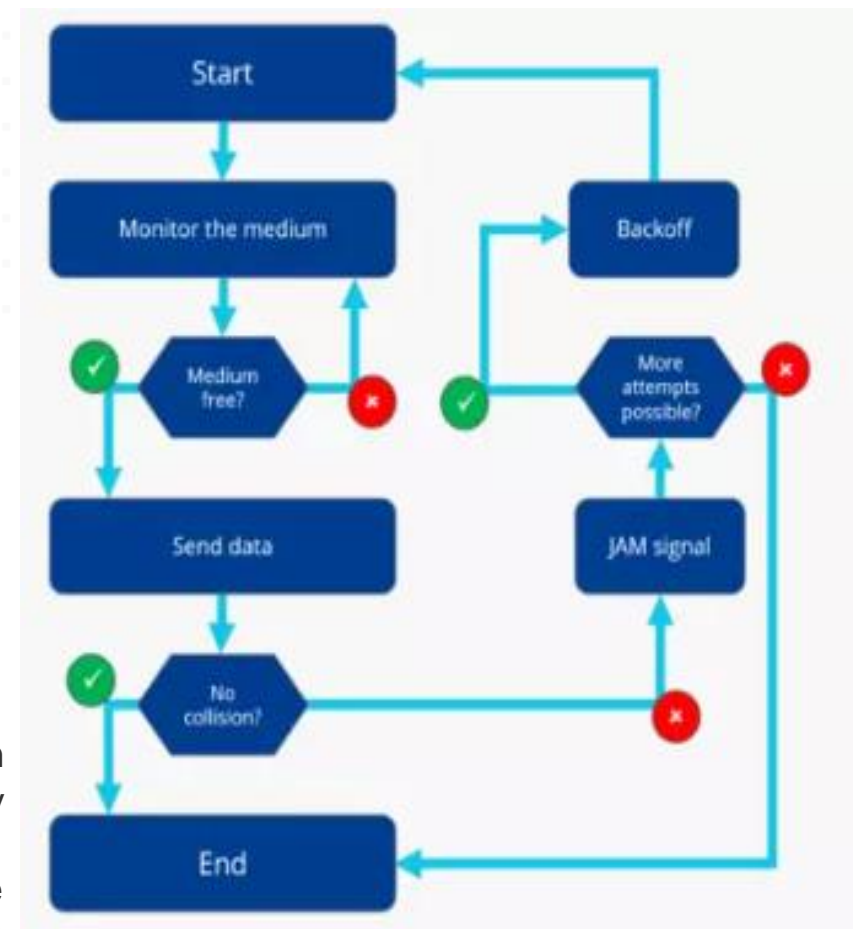 Start
Monitor the medium
Backoff
Medium
free?
More
attempts
possible?
Send data
JAM signal
No
collision?
End